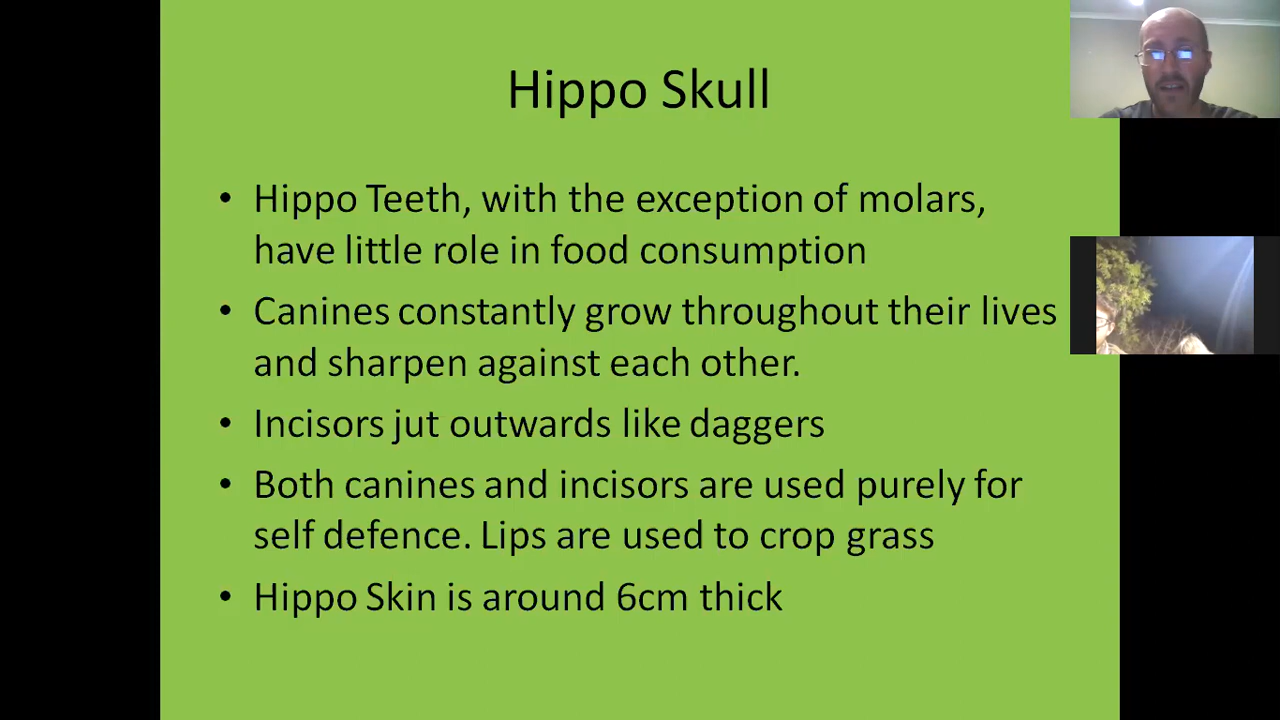 Hippo Skull
• Hippo Teeth, with the exception of molars,
have little role in food consumption
• Canines constantly grow throughout their lives
and sharpen against each other.
• Incisors jut outwards like daggers
• Both canines and incisors are used purely for
self defence. Lips are used to crop grass
• Hippo Skin is around 6cm thick